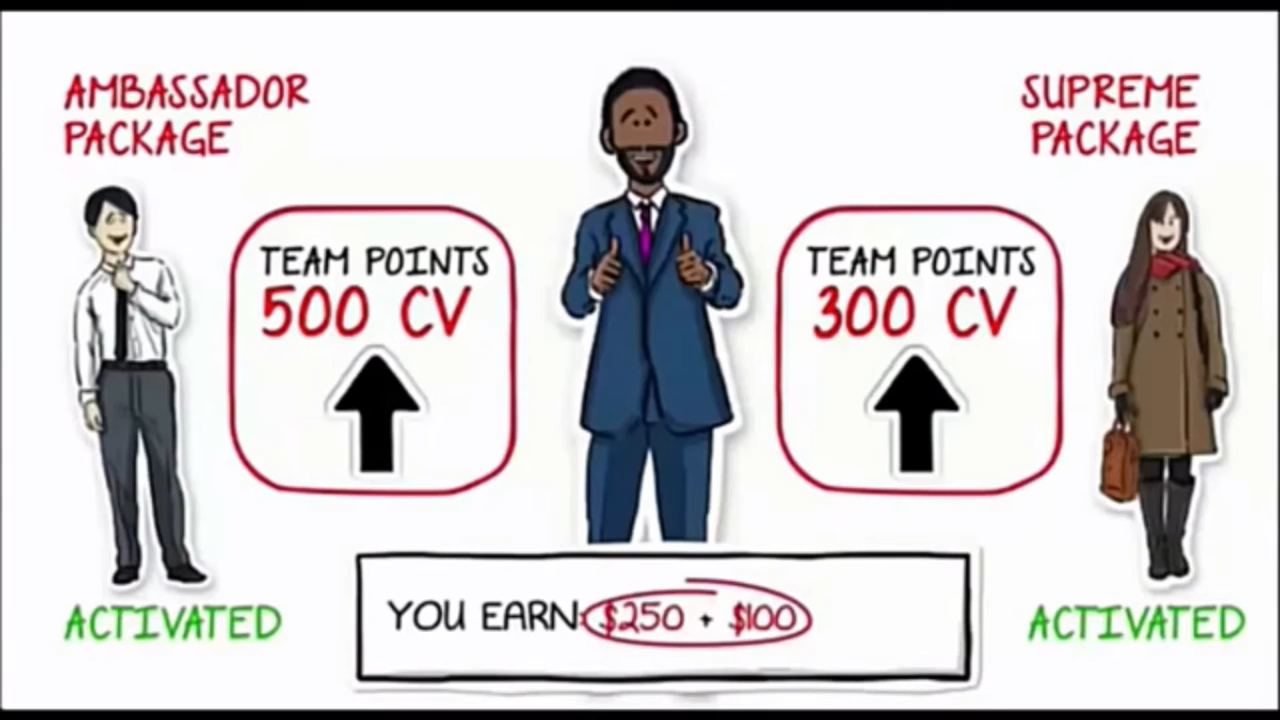 AMBASSADOR
PACKAGE
SUPREME
PACKAGE
TEAM POINTS
500 CV
TEAM POINTS
300 CV
ACTIVATED
YOU EARN: $250 + $100
ACTIVATED